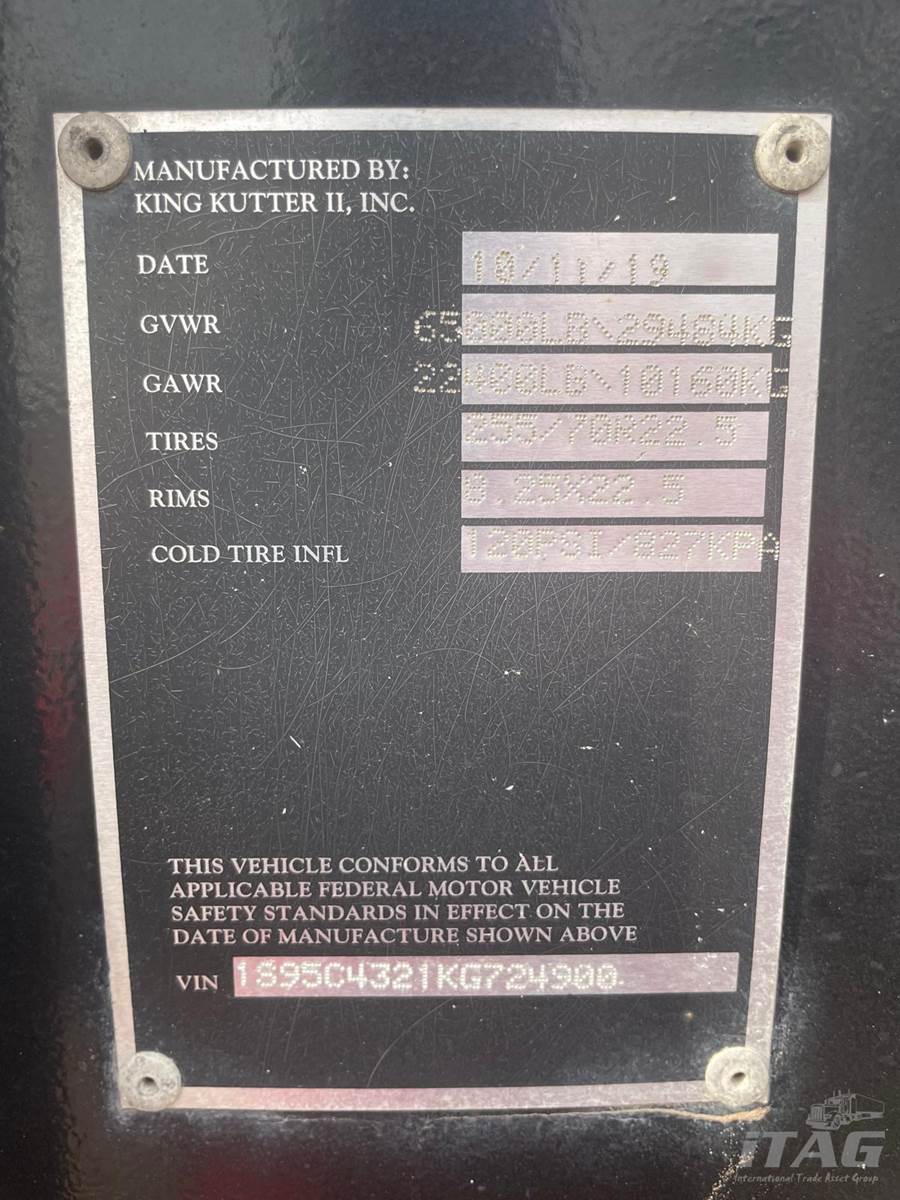 MANUFACTURED BY:
KING KUTTER II, INC.
DATE 10/11/19
GVWR 65000LB\29484KG
GAWR 22400LB\10160KG
TIRES 255/70R22.5
RIMS 8.25X22.5
COLD TIRE INFL 120PSI/827KPA
THIS VEHICLE CONFORMS TO ALL
APPLICABLE FEDERAL MOTOR VEHICLE
SAFETY STANDARDS IN EFFECT ON THE
DATE OF MANUFACTURE SHOWN ABOVE
VIN 1S95C4321KG724900
iTAG
International Trade Asset Group